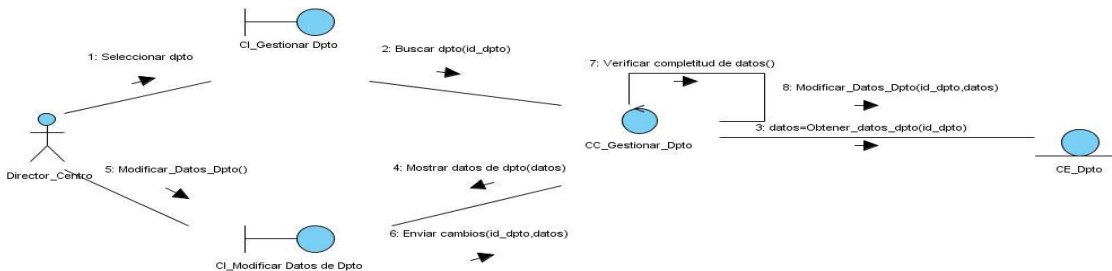 CI_Gestionar Dpto
1: Seleccionar dpto
2: Buscar dpto(id_dpto)
7: Verificar completitud de datos()
8: Modificar_Datos_Dpto(id_dpto,datos)
3: datos=Obtener_datos_dpto(id_dpto)
CC_Gestionar_Dpto
Director_Centro
5: Modificar_Datos_Dpto()
4: Mostrar datos de dpto(datos)
CE_Dpto
6: Enviar cambios(id_dpto,datos)
CI_Modificar Datos de Dpto